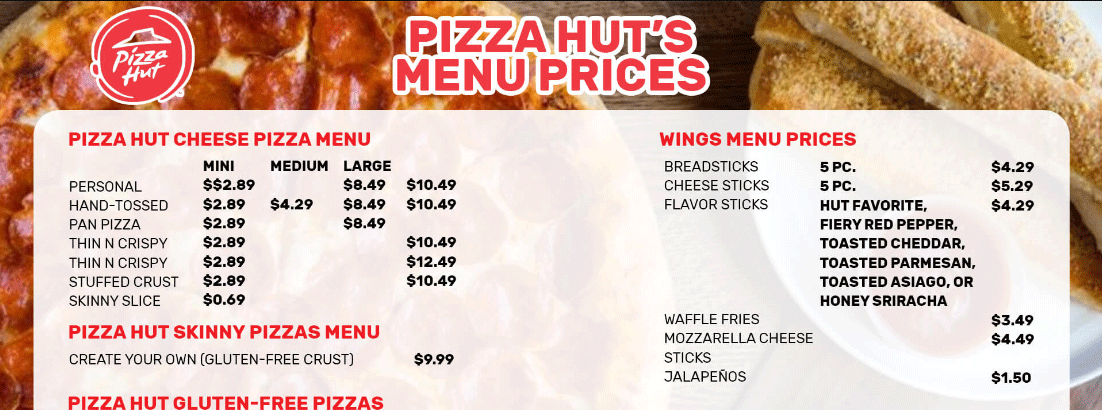 Pizza
Hut
PIZZA HUT'S
MENU PRICES
PIZZA HUT CHEESE PIZZA MENU
MINI MEDIUM LARGE
PERSONAL $$2.89 $8.49 $10.49
HAND-TOSSED $2.89 $4.29 $8.49 $10.49
PAN PIZZA $2.89 $8.49
THIN N CRISPY $2.89 $10.49
THIN N CRISPY $2.89 $12.49
STUFFED CRUST $2.89 $10.49
SKINNY SLICE $0.69
PIZZA HUT SKINNY PIZZAS MENU
CREATE YOUR OWN (GLUTEN-FREE CRUST) $9.99
PIZZA HUT GLUTEN-FREE PIZZAS
WINGS MENU PRICES
BREADSTICKS 5 PC. $4.29
CHEESE STICKS 5 PC. $5.29
FLAVOR STICKS HUT FAVORITE, $4.29
FIERY RED PEPPER,
TOASTED CHEDDAR,
TOASTED PARMESAN,
TOASTED ASIAGO, OR
HONEY SRIRACHA
WAFFLE FRIES $3.49
MOZZARELLA CHEESE $4.49
STICKS
JALAPEÑOS $1.50